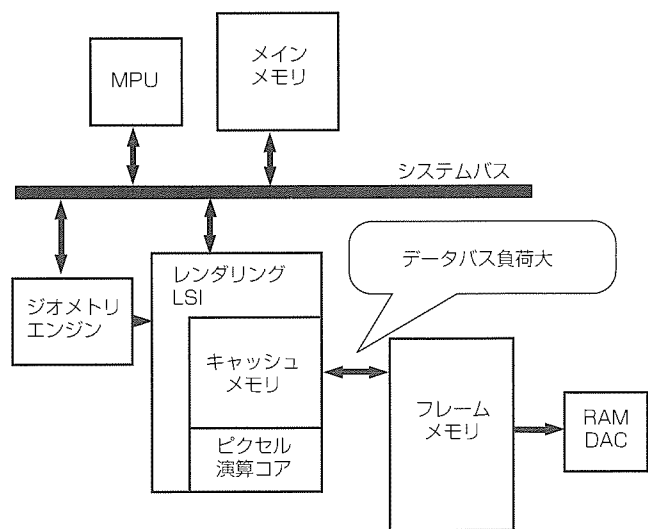 MPU
メイン
メモリ
システムバス
データバス負荷大
レンダリング
LSI
ジオメトリ
エンジン
キャッシュ
メモリ
フレーム
メモリ
RAM
DAC
ピクセル
演算コア